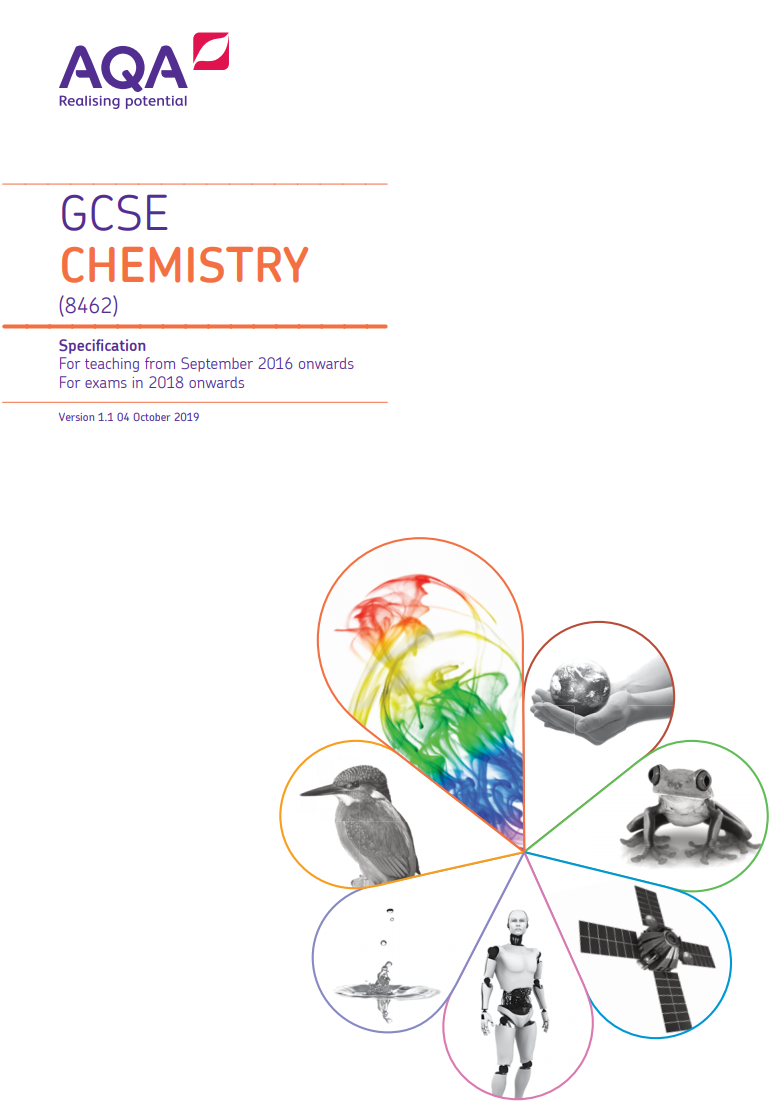 AQA
Realising potential
GCSE
CHEMISTRY
(8462)
Specification
For teaching from September 2016 onwards
For exams in 2018 onwards
Version 1.1 04 October 2019